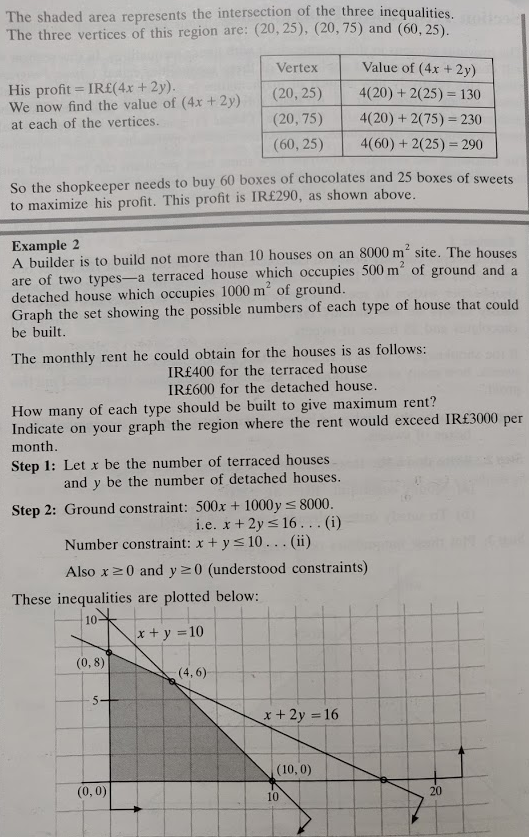 The shaded area represents the intersection of the three inequalities.
The three vertices of this region are: (20, 25), (20, 75) and (60, 25).
His profit = IR£(4x + 2y).
We now find the value of (4x + 2y)
at each of the vertices.
Vertex Value of (4x + 2y)
(20, 25) 4(20) + 2(25) = 130
(20, 75) 4(20) + 2(75) = 230
(60, 25) 4(60) + 2(25) = 290
So the shopkeeper needs to buy 60 boxes of chocolates and 25 boxes of sweets
to maximize his profit. This profit is IR£290, as shown above.
Example 2
A builder is to build not more than 10 houses on an 8000 m² site. The houses
are of two types—a terraced house which occupies 500 m² of ground and a
detached house which occupies 1000 m² of ground.
Graph the set showing the possible numbers of each type of house that could
be built.
The monthly rent he could obtain for the houses is as follows:
IR£400 for the terraced house
IR£600 for the detached house.
How many of each type should be built to give maximum rent?
Indicate on your graph the region where the rent would exceed IR£3000 per
month.
Step 1: Let x be the number of terraced houses
and y be the number of detached houses.
Step 2: Ground constraint: 500x + 1000y ≤ 8000.
i.e. x + 2y ≤ 16 . . . (i)
Number constraint: x + y ≤ 10 . . . (ii)
Also x ≥ 0 and y ≥ 0 (understood constraints)
These inequalities are plotted below:
10
x + y = 10
(0, 8)
(4, 6)
5
x + 2y = 16
(10, 0)
(0, 0)
10
20